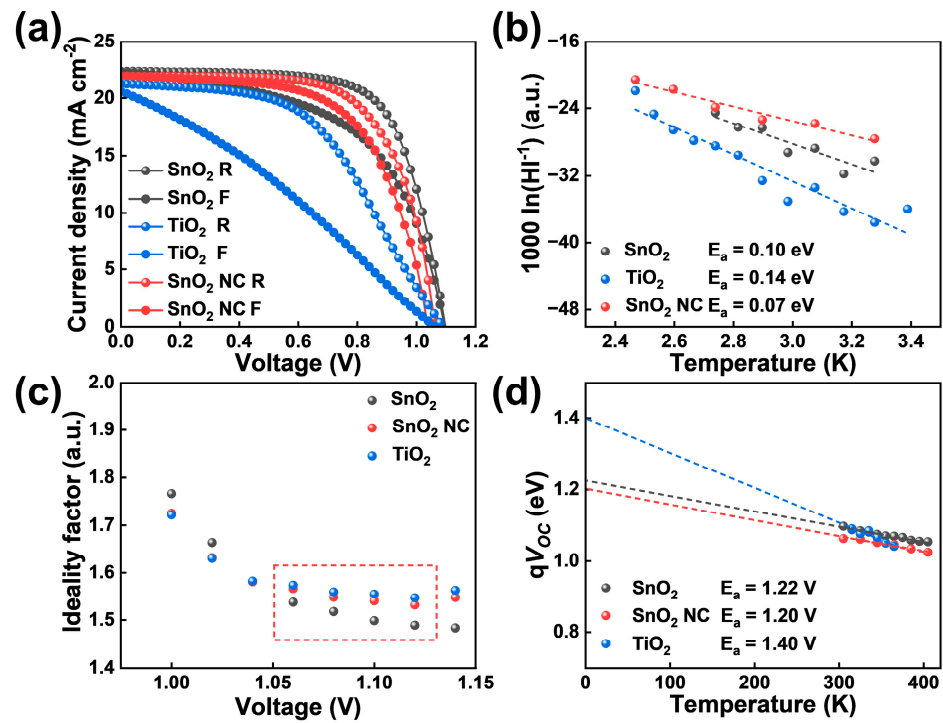 (a)
Current density (mA cm⁻²)
25
20
15
10
5
0
SnO₂ R
SnO₂ F
TiO₂ R
TiO₂ F
SnO₂ NC R
SnO₂ NC F
0.0 0.2 0.4 0.6 0.8 1.0 1.2
Voltage (V)
(b)
1000 ln(HI⁻¹) (a.u.)
−16
−24
−32
−40
−48
SnO₂ Eₐ = 0.10 eV
TiO₂ Eₐ = 0.14 eV
SnO₂ NC Eₐ = 0.07 eV
2.4 2.6 2.8 3.0 3.2 3.4
Temperature (K)
(c)
Ideality factor (a.u.)
2.0
1.9
1.8
1.7
1.6
1.5
1.4
SnO₂
SnO₂ NC
TiO₂
1.00 1.05 1.10 1.15
Voltage (V)
(d)
qV_OC (eV)
1.4
1.2
1.0
0.8
SnO₂ Eₐ = 1.22 V
SnO₂ NC Eₐ = 1.20 V
TiO₂ Eₐ = 1.40 V
0 100 200 300 400
Temperature (K)